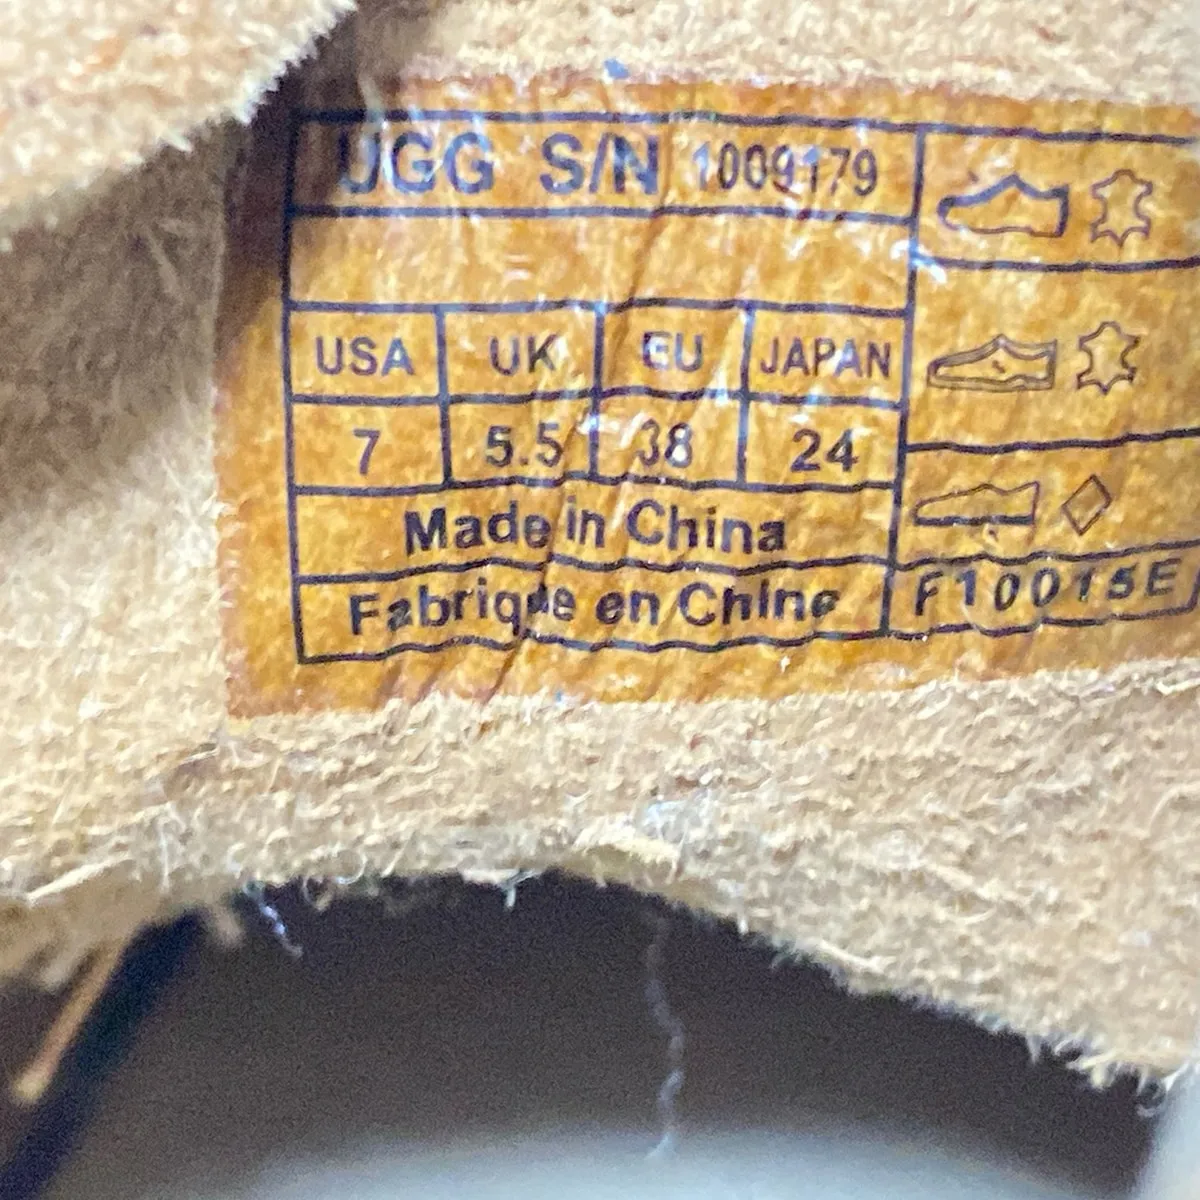 UGG S/N 1009179
USA UK EU JAPAN
7 5.5 38 24
Made in China
Fabrique en Chine
F10015E